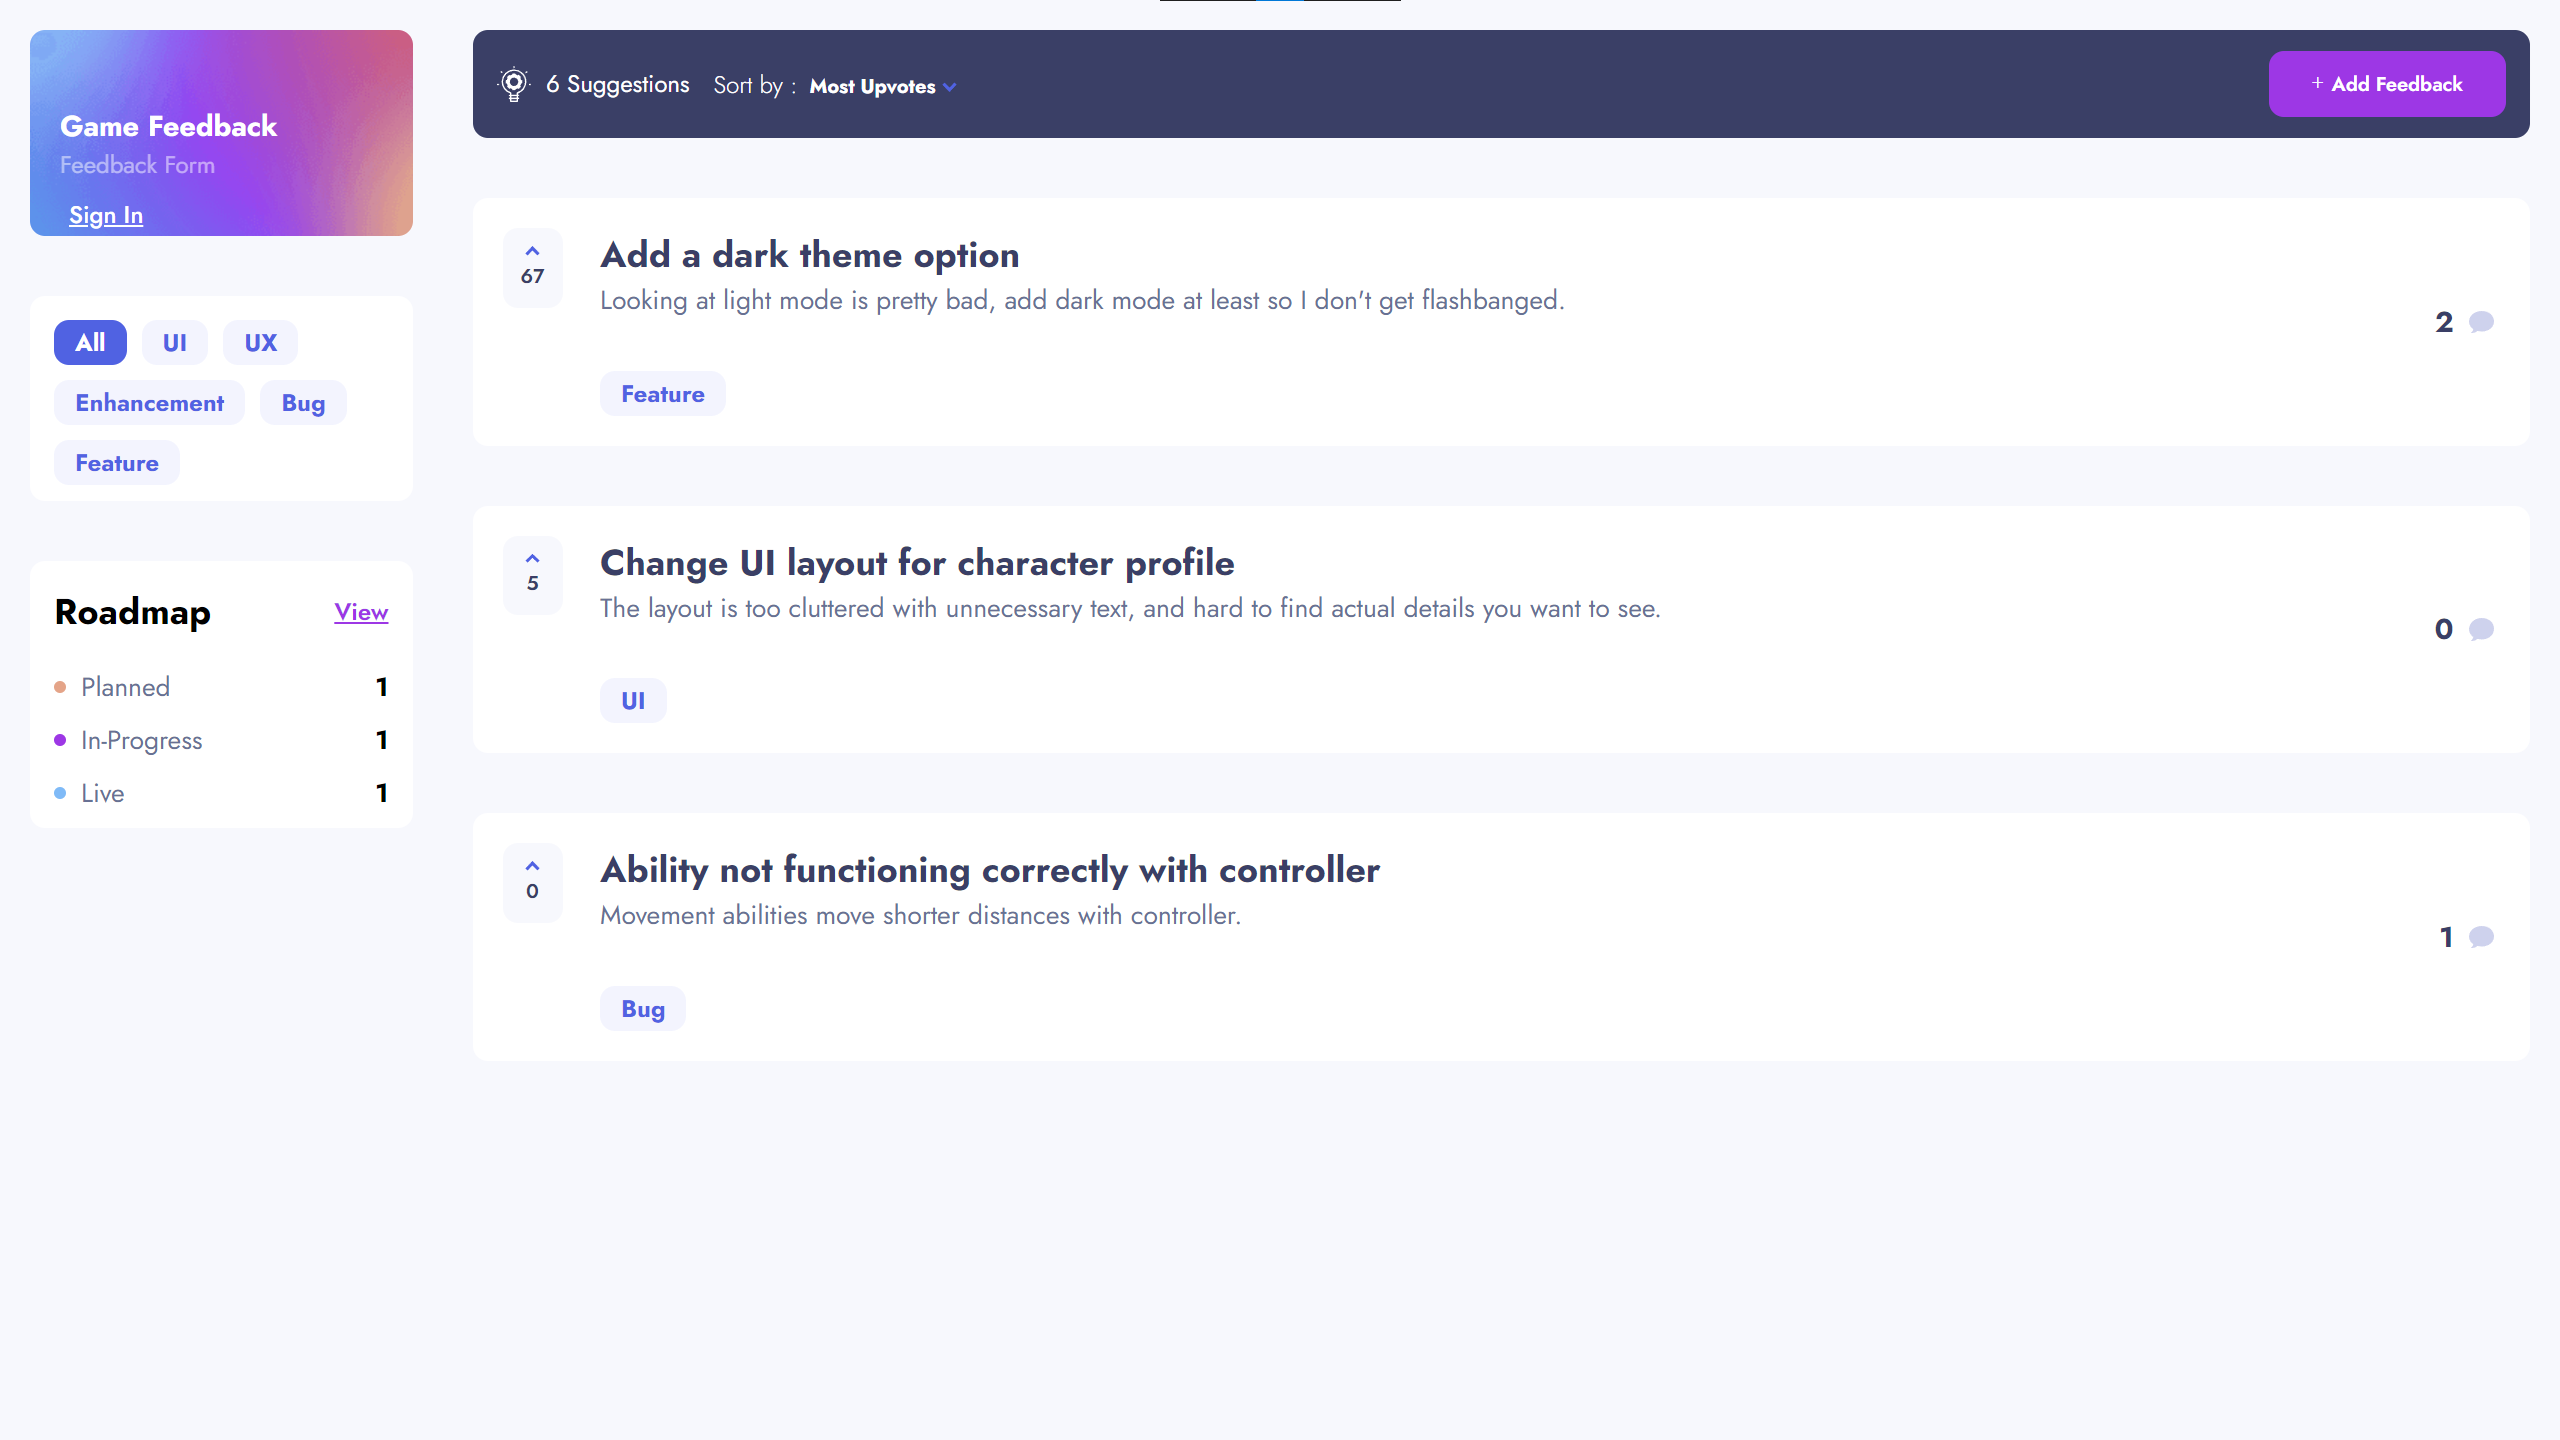 Game Feedback
Feedback Form
Sign In
All
UI
UX
Enhancement
Bug
Feature
Roadmap
View
Planned
1
In-Progress
1
Live
1
6 Suggestions
Sort by :
Most Upvotes
+ Add Feedback
67
Add a dark theme option
Looking at light mode is pretty bad, add dark mode at least so I don't get flashbanged.
2
Feature
5
Change UI layout for character profile
The layout is too cluttered with unnecessary text, and hard to find actual details you want to see.
0
UI
0
Ability not functioning correctly with controller
Movement abilities move shorter distances with controller.
1
Bug